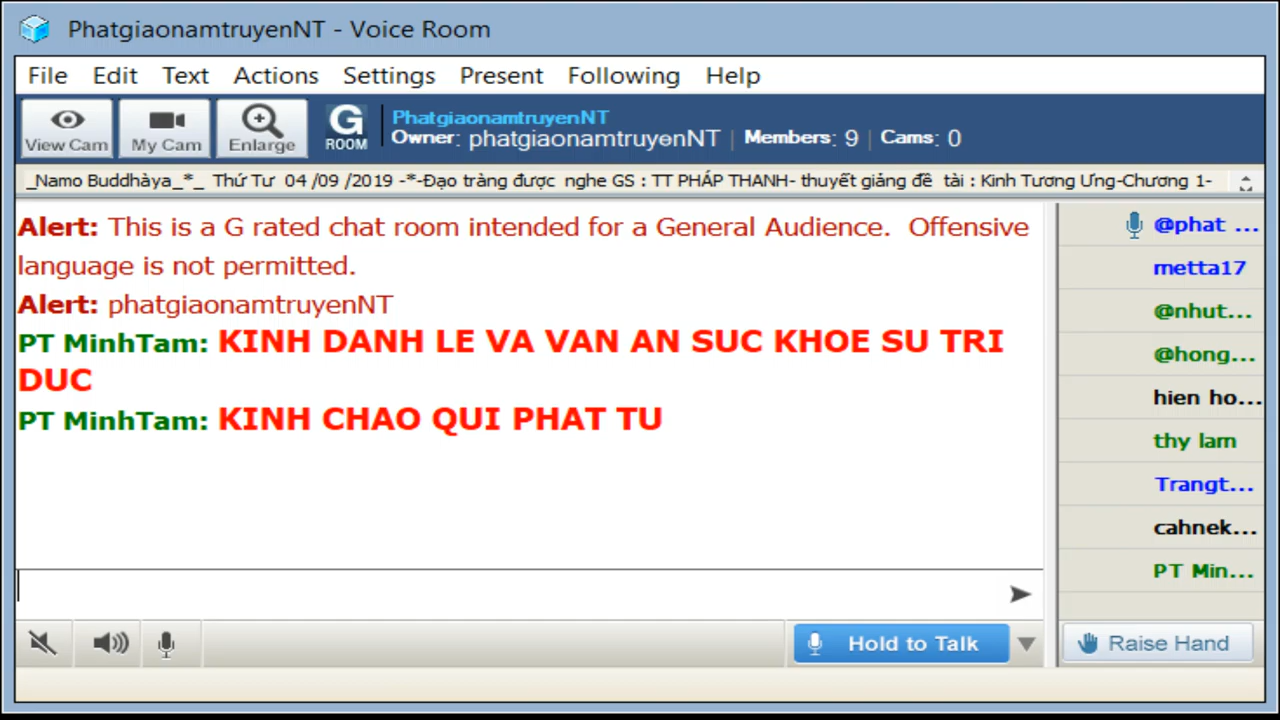 PhatgiaonamtruyenNT - Voice Room
File Edit Text Actions Settings Present Following Help
View Cam My Cam Enlarge G ROOM
PhatgiaonamtruyenNT
Owner: phatgiaonamtruyenNT | Members: 9 | Cams: 0
_Namo Buddhàya_*_ Thứ Tư 04 /09 /2019 -*-Đạo tràng được nghe GS : TT PHÁP THANH- thuyết giảng đề tài : Kinh Tương Ưng-Chương 1-
Alert: This is a G rated chat room intended for a General Audience. Offensive
language is not permitted.
Alert: phatgiaonamtruyenNT
PT MinhTam: KINH DANH LE VA VAN AN SUC KHOE SU TRI
DUC
PT MinhTam: KINH CHAO QUI PHAT TU
@phat ...
metta17
@nhut...
@hong...
hien ho...
thy lam
Trangt...
cahnek...
PT Min...
Hold to Talk
Raise Hand